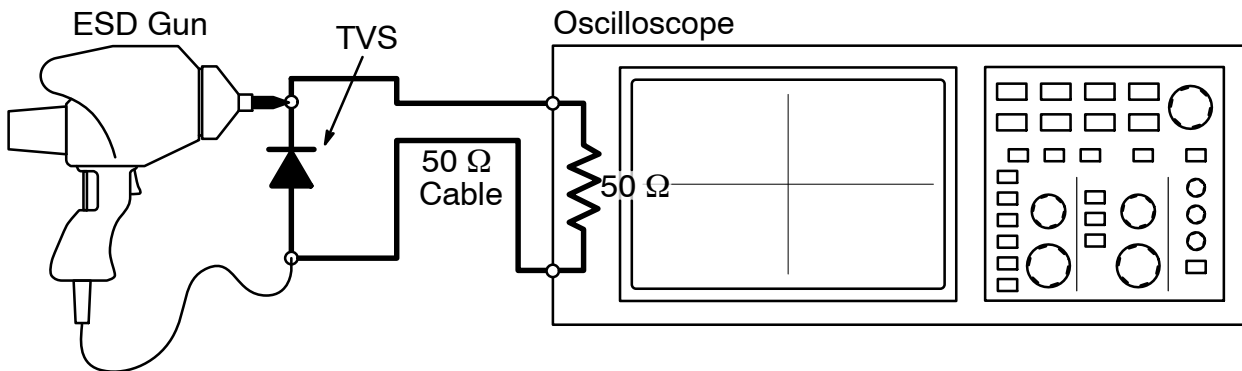 ESD Gun
TVS
Oscilloscope
50 Ω
Cable
50 Ω